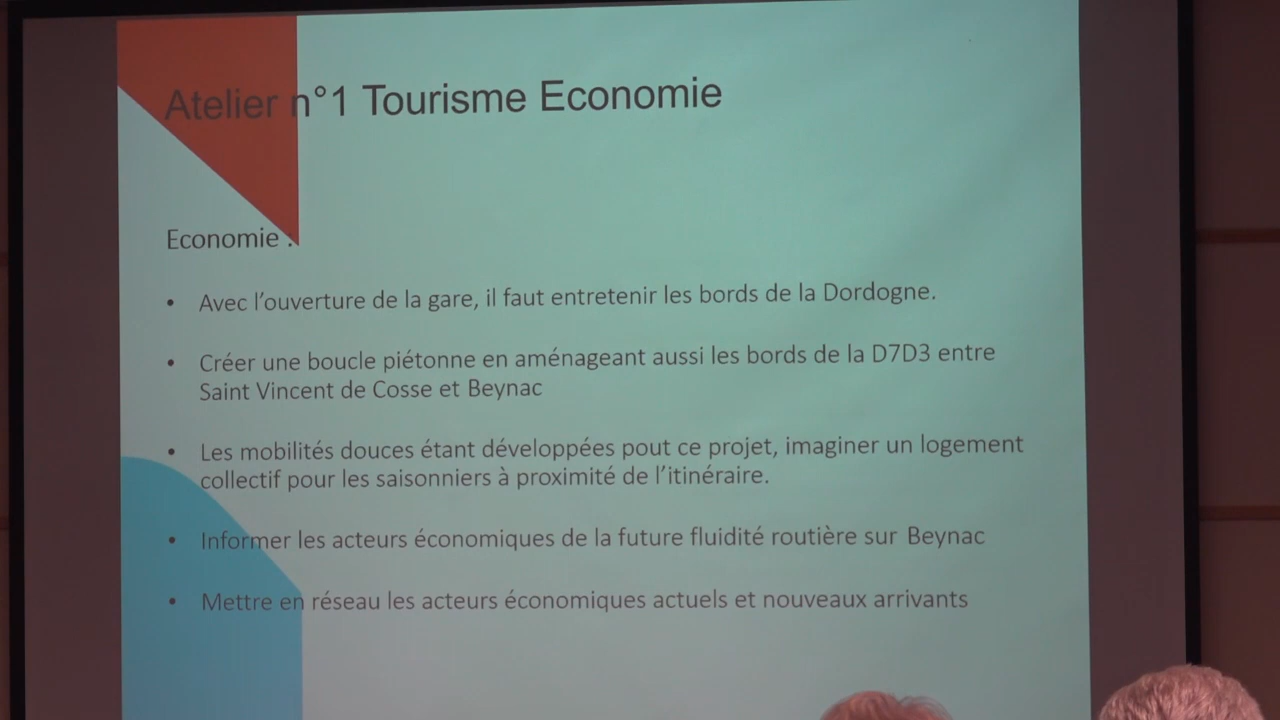 Atelier n°1 Tourisme Economie
Economie :
• Avec l'ouverture de la gare, il faut entretenir les bords de la Dordogne.
• Créer une boucle piétonne en aménageant aussi les bords de la D7D3 entre
Saint Vincent de Cosse et Beynac
• Les mobilités douces étant développées pout ce projet, imaginer un logement
collectif pour les saisonniers à proximité de l'itinéraire.
• Informer les acteurs économiques de la future fluidité routière sur Beynac
• Mettre en réseau les acteurs économiques actuels et nouveaux arrivants